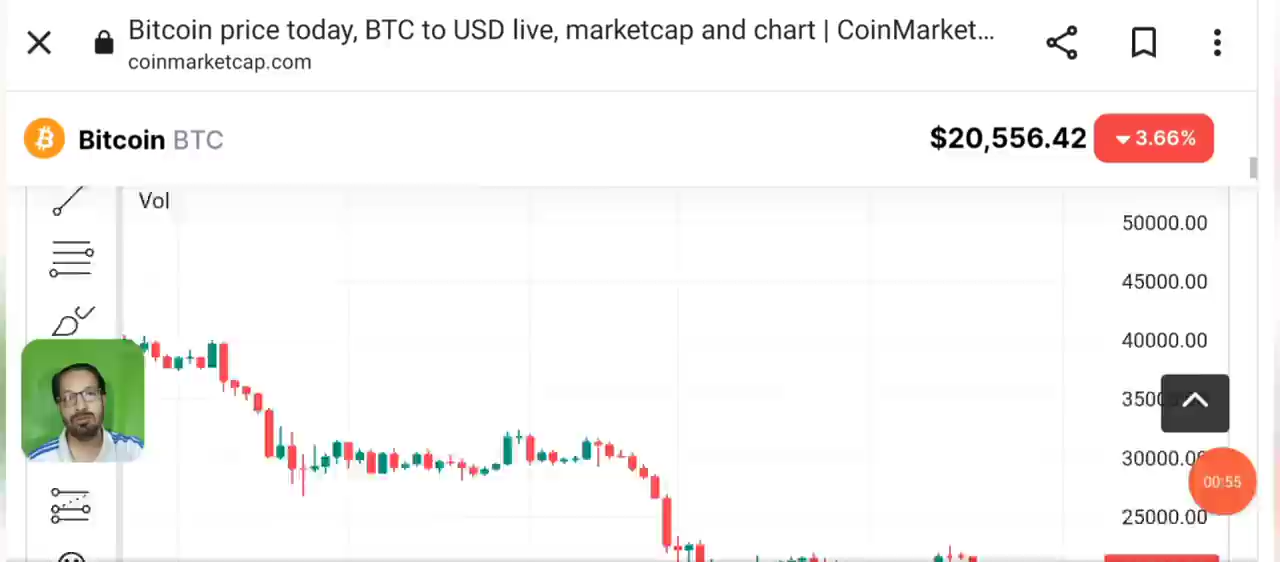 Bitcoin price today, BTC to USD live, marketcap and chart | CoinMarket...
coinmarketcap.com
Bitcoin BTC
$20,556.42
3.66%
Vol
50000.00
45000.00
40000.00
30000.00
00:55
25000.00